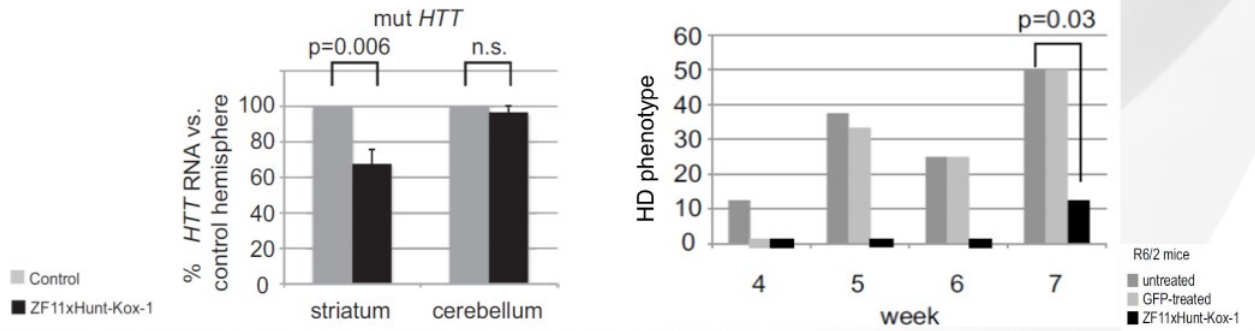 mut HTT
p=0.006
n.s.
% HTT RNA vs.
control hemisphere
100
80
60
40
20
0
striatum
cerebellum
Control
ZF11xHunt-Kox-1
p=0.03
HD phenotype
60
50
40
30
20
10
0
4
5
6
7
week
R6/2 mice
untreated
GFP-treated
ZF11xHunt-Kox-1